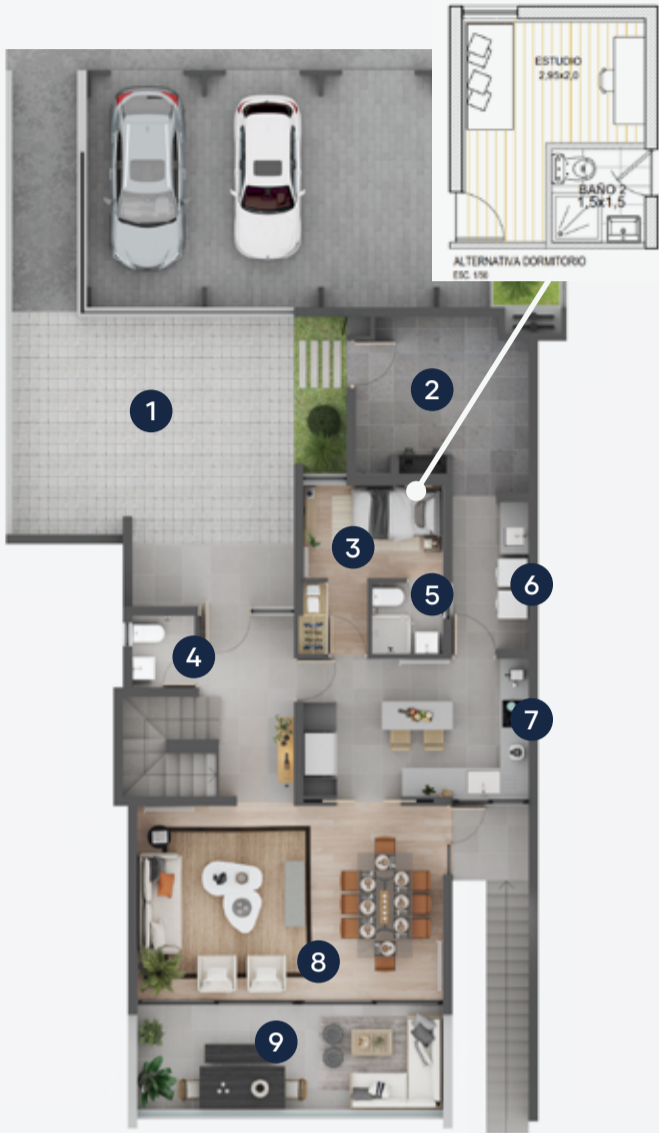 ESTUDIO
2,95x2,0
BAÑO 2
1,5x1,5
ALTERNATIVA DORMITORIO
ESC. 1/50
1
2
3
4
5
6
7
8
9